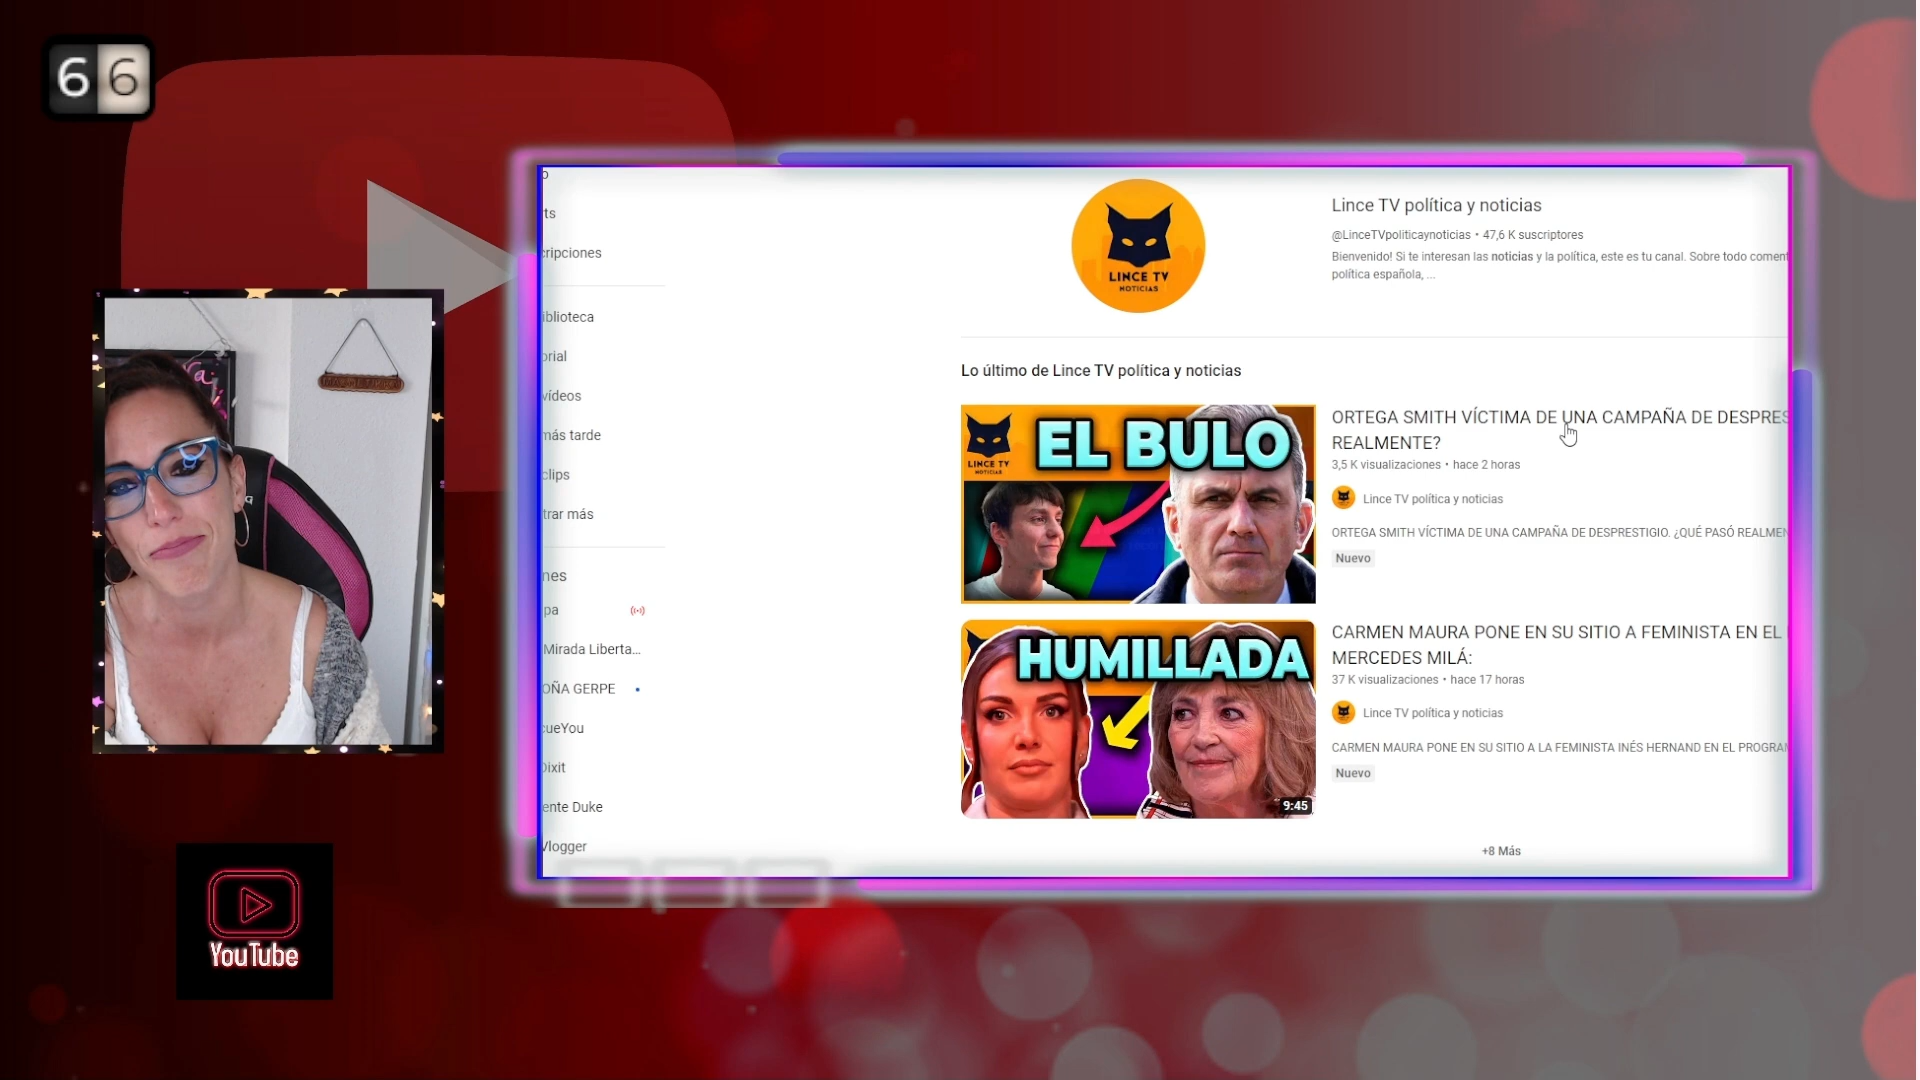 66
YouTube
o
ts
cripciones
iblioteca
orial
vídeos
más tarde
clips
trar más
nes
pa
Mirada Liberta...
OÑA GERPE
cueYou
Dixit
ente Duke
Vlogger
LINCE TV
NOTICIAS
Lince TV política y noticias
@LinceTVpoliticaynoticias • 47,6 K suscriptores
Bienvenido! Si te interesan las noticias y la política, este es tu canal. Sobre todo coment
política española, ...
Lo último de Lince TV política y noticias
EL BULO
LINCE TV
NOTICIAS
ORTEGA SMITH VÍCTIMA DE UNA CAMPAÑA DE DESPRES
REALMENTE?
3,5 K visualizaciones • hace 2 horas
Lince TV política y noticias
ORTEGA SMITH VÍCTIMA DE UNA CAMPAÑA DE DESPRESTIGIO. ¿QUÉ PASÓ REALMEN
Nuevo
HUMILLADA
9:45
CARMEN MAURA PONE EN SU SITIO A FEMINISTA EN EL
MERCEDES MILÁ:
37 K visualizaciones • hace 17 horas
Lince TV política y noticias
CARMEN MAURA PONE EN SU SITIO A LA FEMINISTA INÉS HERNAND EN EL PROGRA
Nuevo
+8 Más